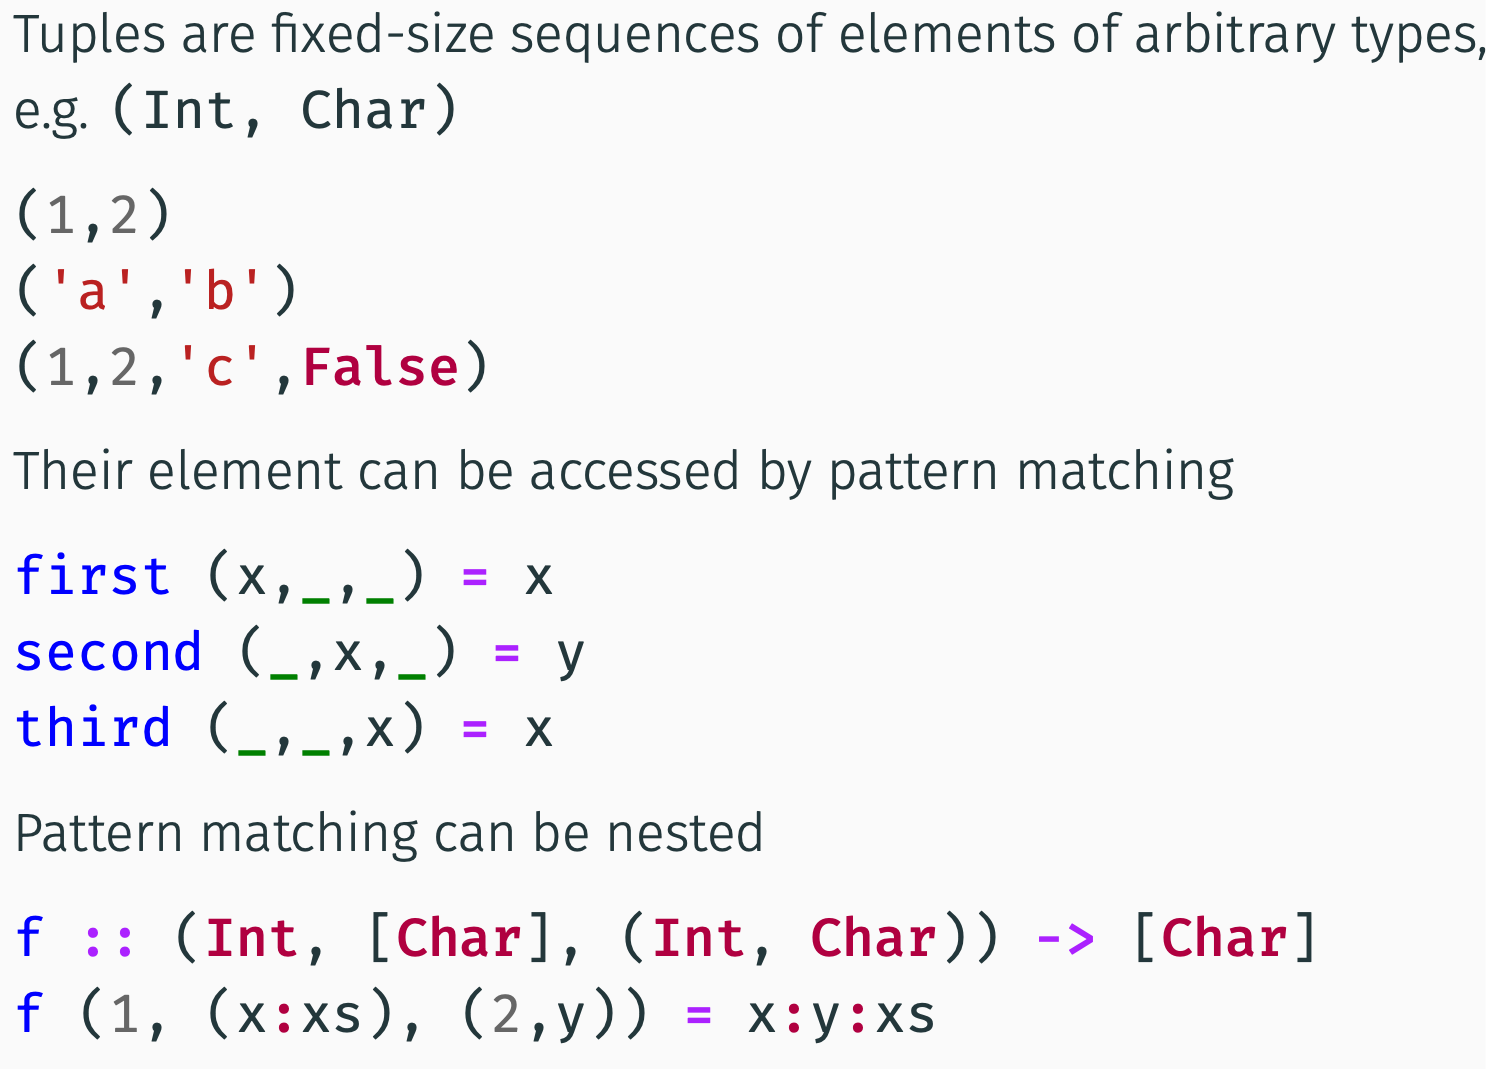 Tuples are fixed-size sequences of elements of arbitrary types,
e.g. (Int, Char)
(1,2)
('a','b')
(1,2,'c',False)
Their element can be accessed by pattern matching
first (x,_,_) = x
second (_,x,_) = y
third (_,_,x) = x
Pattern matching can be nested
f :: (Int, [Char], (Int, Char)) -> [Char]
f (1, (x:xs), (2,y)) = x:y:xs